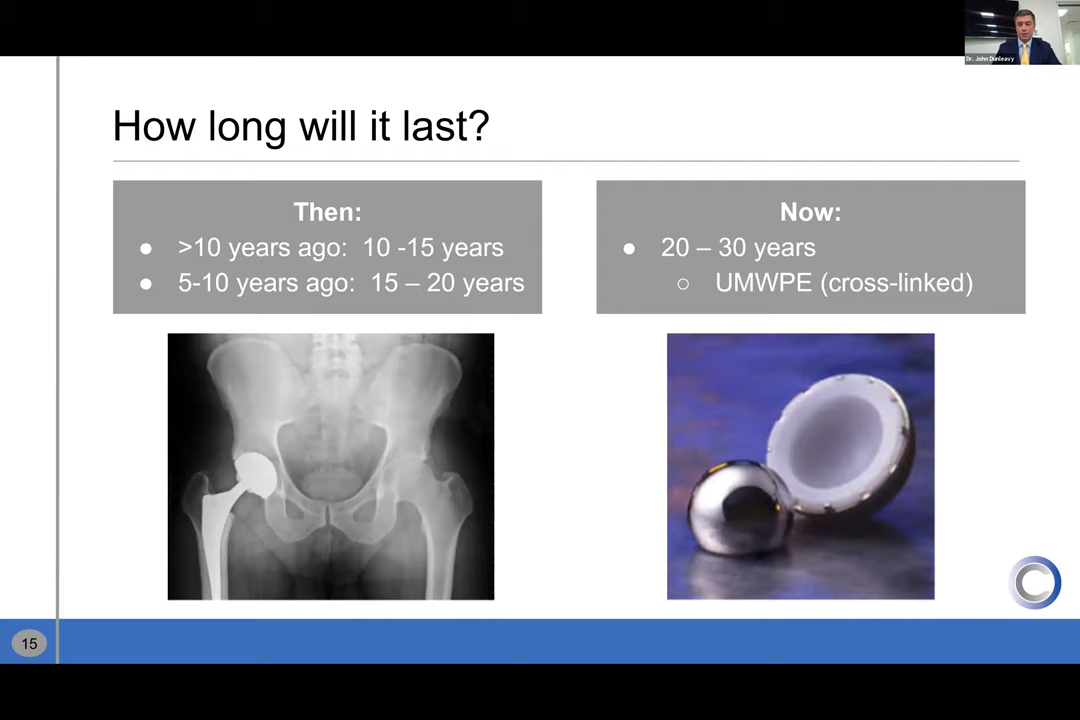 Dr. John Dunleavy
How long will it last?
Then:
● >10 years ago: 10 -15 years
● 5-10 years ago: 15 – 20 years
Now:
● 20 – 30 years
○ UMWPE (cross-linked)
15